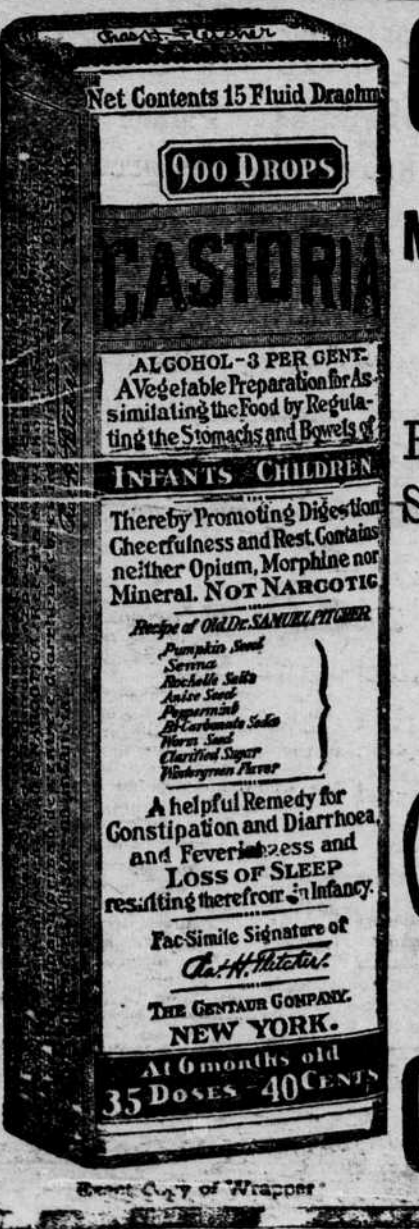 Chas. H. Fletcher
Net Contents 15 Fluid Drachms
900 DROPS
CASTORIA
ALCOHOL-3 PER CENT.
A Vegetable Preparation for As-
similating the Food by Regula-
ting the Stomachs and Bowels of
INFANTS CHILDREN
Thereby Promoting Digestion
Cheerfulness and Rest. Contains
neither Opium, Morphine nor
Mineral. NOT NARCOTIC
Recipe of Old Dr. SAMUEL PITCHER
Pumpkin Seed
Senna
Rochelle Salts
Anise Seed
Peppermint
Bi-Carbonate Soda
Worm Seed
Clarified Sugar
Wintergreen Flavor
A helpful Remedy for
Constipation and Diarrhoea,
and Feverishness and
LOSS OF SLEEP
resulting therefrom in Infancy.
Fac-Simile Signature of
Chas. H. Fletcher.
THE CENTAUR COMPANY.
NEW YORK.
At 6 months old
35 DOSES - 40 CENTS
Exact Copy of Wrapper